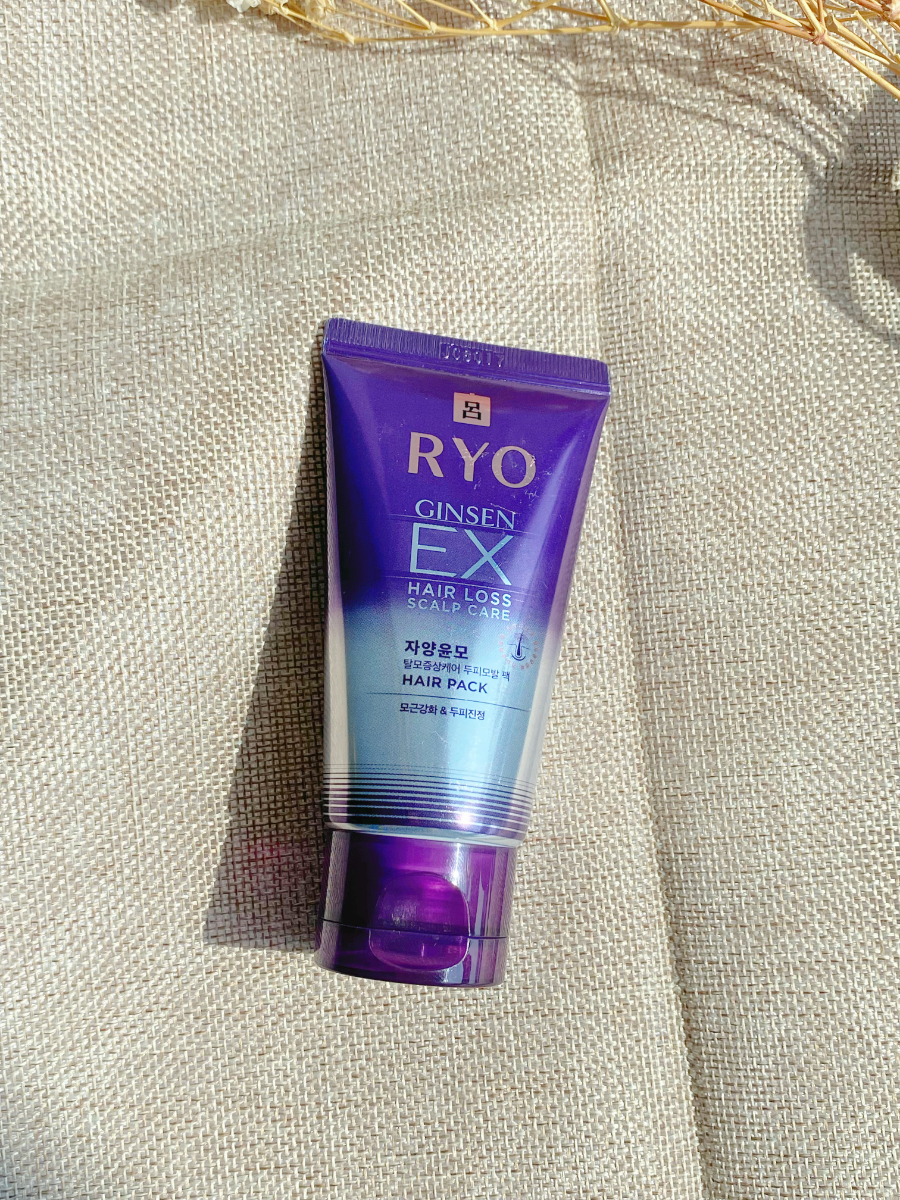 呂
RYO
GINSEN
EX
HAIR LOSS
SCALP CARE
자양윤모
탈모증상케어 두피모발 팩
HAIR PACK
모근강화 & 두피진정